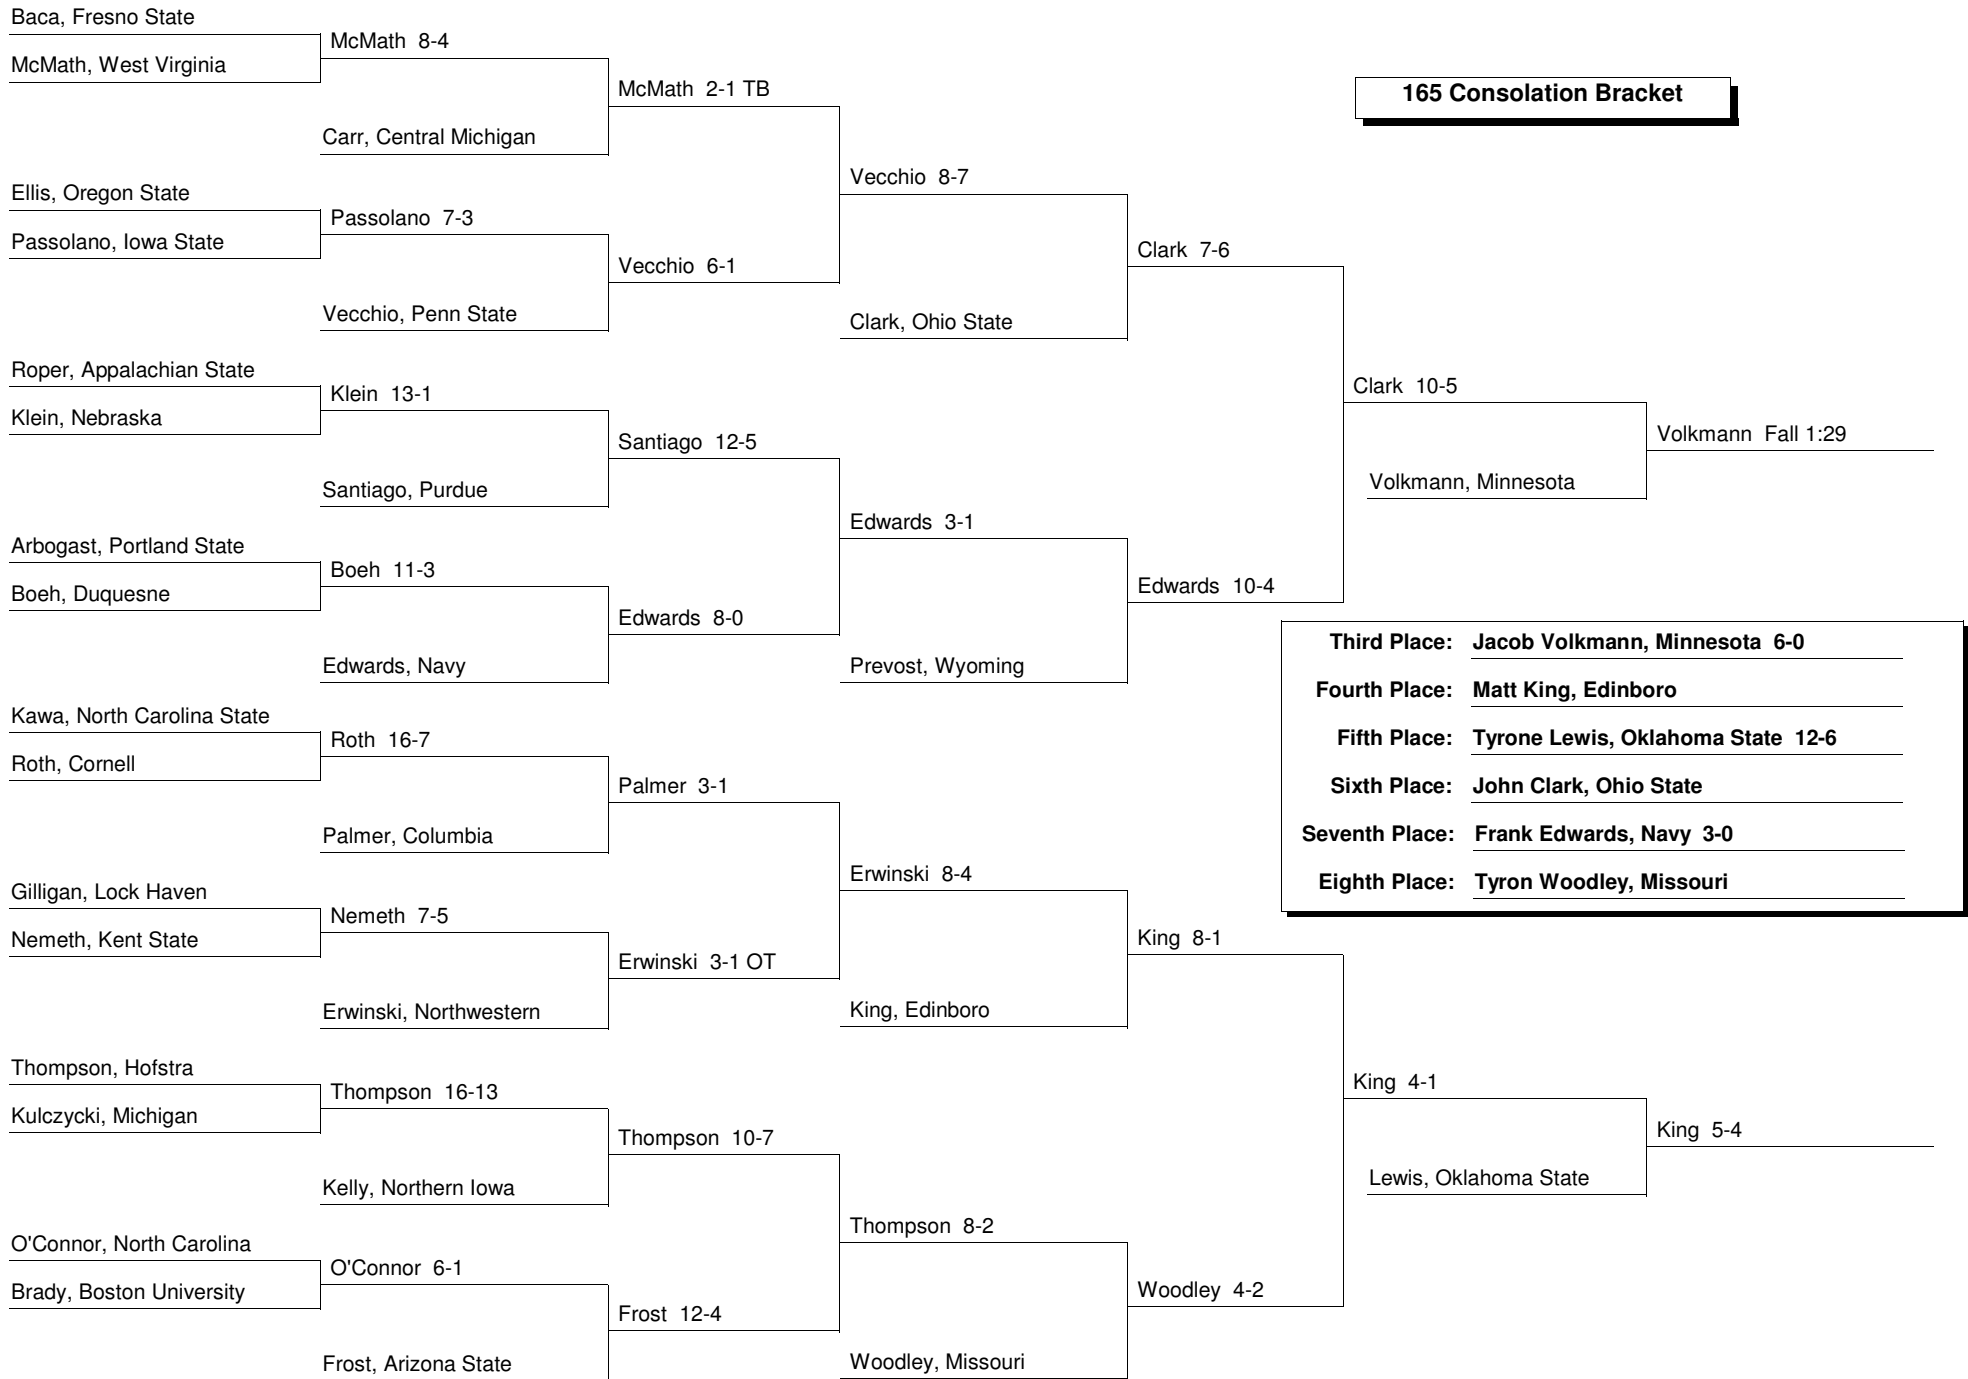 Baca, Fresno State
McMath 8-4
McMath, West Virginia
McMath 2-1 TB
165 Consolation Bracket
Carr, Central Michigan
Vecchio 8-7
Ellis, Oregon State
Passolano 7-3
Passolano, Iowa State
Clark 7-6
Vecchio 6-1
Vecchio, Penn State
Clark, Ohio State
Roper, Appalachian State
Klein 13-1
Clark 10-5
Klein, Nebraska
Santiago 12-5
Volkmann Fall 1:29
Santiago, Purdue
Volkmann, Minnesota
Edwards 3-1
Arbogast, Portland State
Boeh 11-3
Boeh, Duquesne
Edwards 10-4
Edwards 8-0
Edwards, Navy
Prevost, Wyoming
Third Place: Jacob Volkmann, Minnesota 6-0
Fourth Place: Matt King, Edinboro
Fifth Place: Tyrone Lewis, Oklahoma State 12-6
Sixth Place: John Clark, Ohio State
Seventh Place: Frank Edwards, Navy 3-0
Eighth Place: Tyron Woodley, Missouri
Kawa, North Carolina State
Roth 16-7
Roth, Cornell
Palmer 3-1
Palmer, Columbia
Erwinski 8-4
Gilligan, Lock Haven
Nemeth 7-5
Nemeth, Kent State
King 8-1
Erwinski 3-1 OT
Erwinski, Northwestern
King, Edinboro
Thompson, Hofstra
Thompson 16-13
King 4-1
Kulczycki, Michigan
Thompson 10-7
King 5-4
Kelly, Northern Iowa
Lewis, Oklahoma State
Thompson 8-2
O'Connor, North Carolina
O'Connor 6-1
Brady, Boston University
Woodley 4-2
Frost 12-4
Frost, Arizona State
Woodley, Missouri